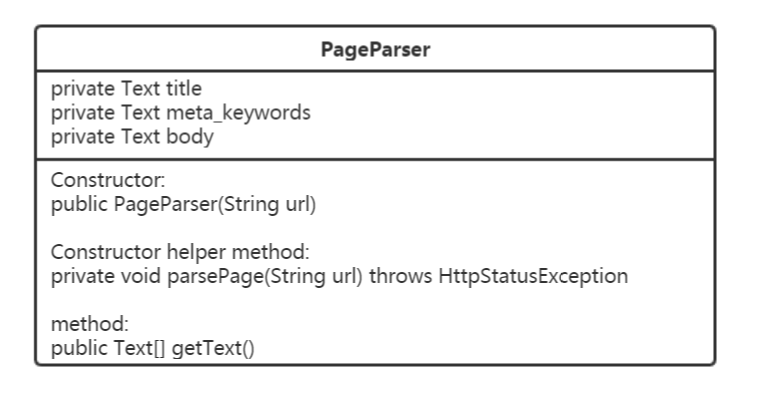 PageParser
private Text title
private Text meta_keywords
private Text body
Constructor:
public PageParser(String url)
Constructor helper method:
private void parsePage(String url) throws HttpStatusException
method:
public Text[] getText()